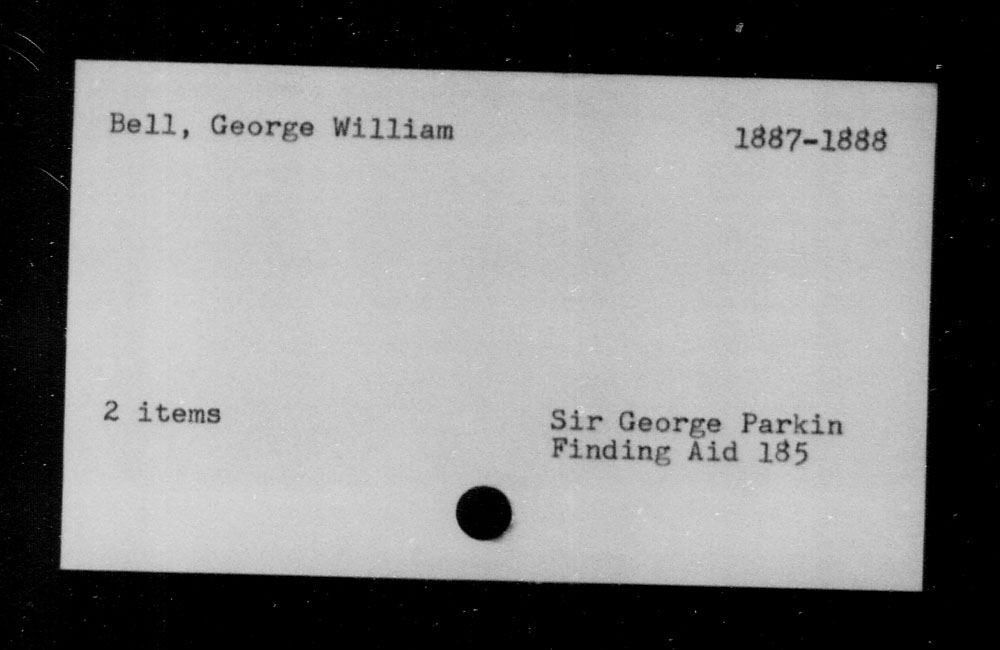 Bell, George William
1887-1888
2 items
Sir George Parkin
Finding Aid 185